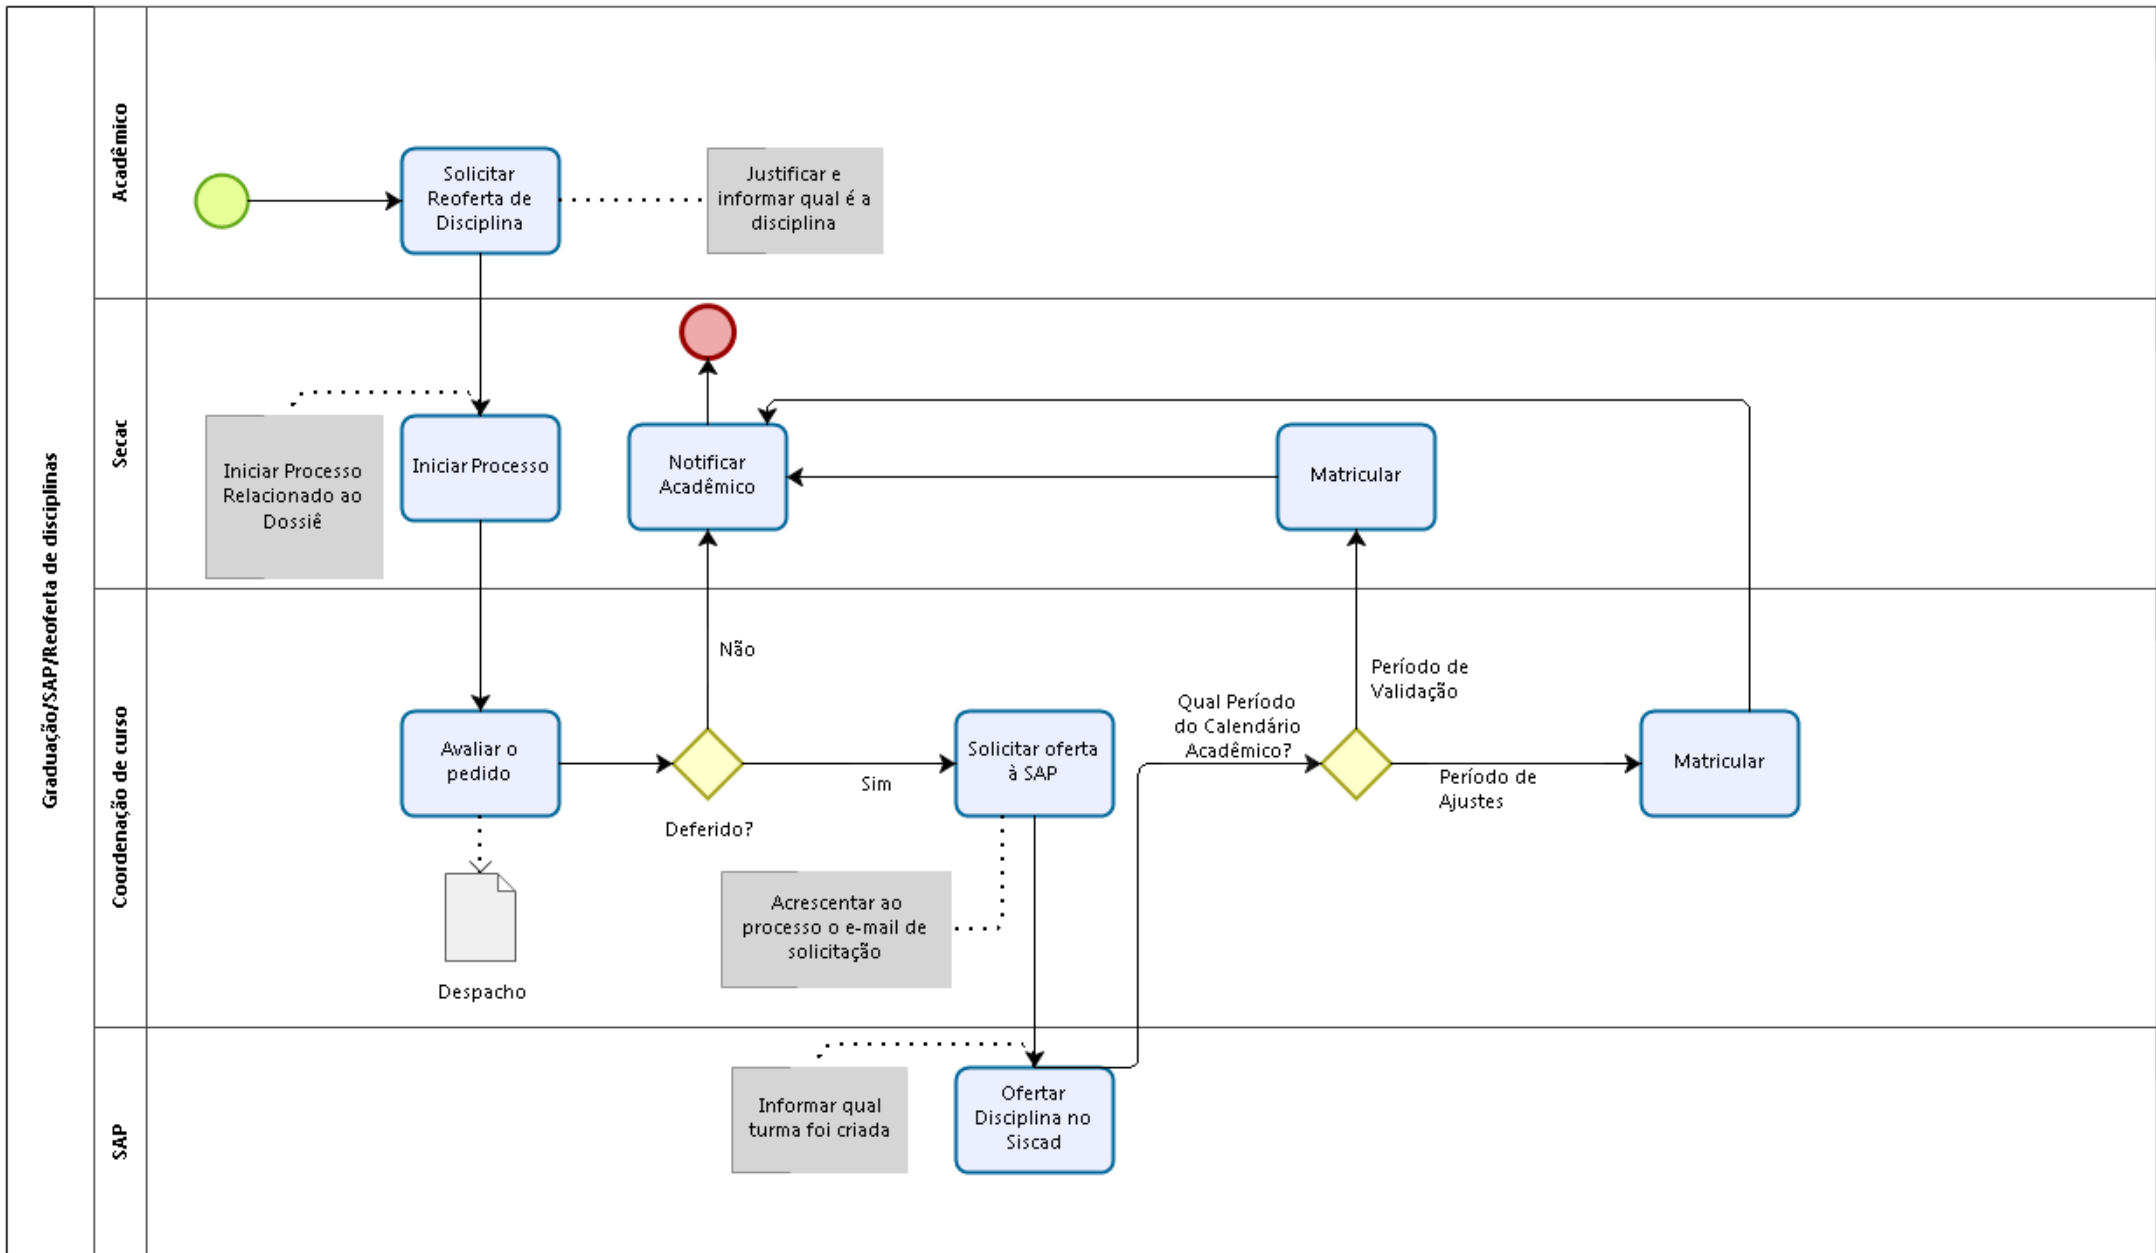 Graduação/SAP/Reoferta de disciplinas
Acadêmico
Solicitar
Reoferta de
Disciplina
Justificar e
informar qual é a
disciplina
Secac
Iniciar Processo
Relacionado ao
Dossiê
Iniciar Processo
Notificar
Acadêmico
Matricular
Coordenação de curso
Avaliar o
pedido
Despacho
Não
Sim
Deferido?
Solicitar oferta
à SAP
Acrescentar ao
processo o e-mail de
solicitação
Qual Período
do Calendário
Acadêmico?
Período de
Validação
Período de
Ajustes
Matricular
SAP
Informar qual
turma foi criada
Ofertar
Disciplina no
Siscad